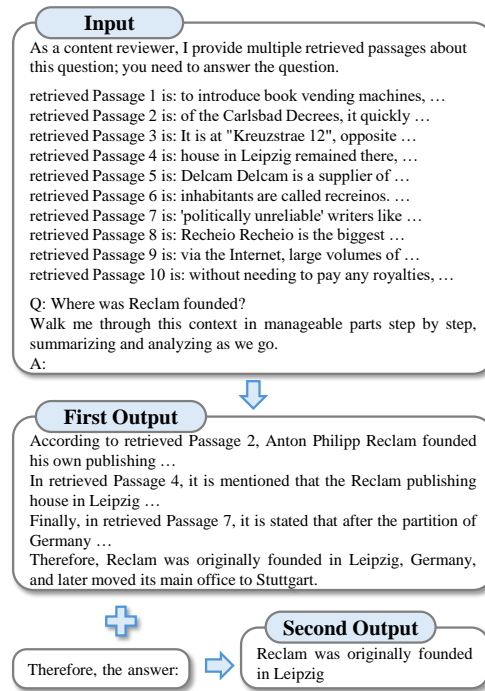 Input
As a content reviewer, I provide multiple retrieved passages about
this question; you need to answer the question.
retrieved Passage 1 is: to introduce book vending machines, …
retrieved Passage 2 is: of the Carlsbad Decrees, it quickly …
retrieved Passage 3 is: It is at "Kreuzstrae 12", opposite …
retrieved Passage 4 is: house in Leipzig remained there, …
retrieved Passage 5 is: Delcam Delcam is a supplier of …
retrieved Passage 6 is: inhabitants are called recreinos. …
retrieved Passage 7 is: 'politically unreliable' writers like …
retrieved Passage 8 is: Recheio Recheio is the biggest …
retrieved Passage 9 is: via the Internet, large volumes of …
retrieved Passage 10 is: without needing to pay any royalties, …
Q: Where was Reclam founded?
Walk me through this context in manageable parts step by step,
summarizing and analyzing as we go.
A:
First Output
According to retrieved Passage 2, Anton Philipp Reclam founded
his own publishing …
In retrieved Passage 4, it is mentioned that the Reclam publishing
house in Leipzig …
Finally, in retrieved Passage 7, it is stated that after the partition of
Germany …
Therefore, Reclam was originally founded in Leipzig, Germany,
and later moved its main office to Stuttgart.
Therefore, the answer:
Second Output
Reclam was originally founded
in Leipzig